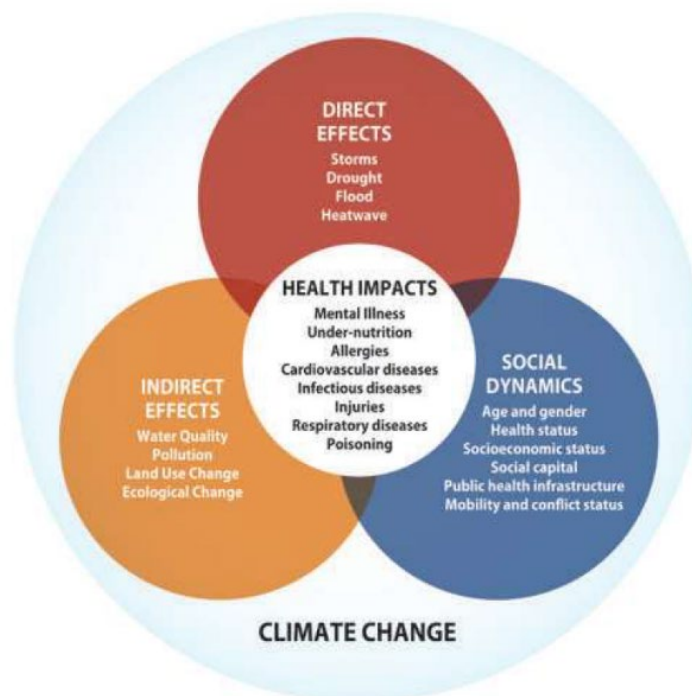 DIRECT
EFFECTS
Storms
Drought
Flood
Heatwave
HEALTH IMPACTS
Mental Illness
Under-nutrition
Allergies
Cardiovascular diseases
Infectious diseases
Injuries
Respiratory diseases
Poisoning
INDIRECT
EFFECTS
Water Quality
Pollution
Land Use Change
Ecological Change
SOCIAL
DYNAMICS
Age and gender
Health status
Socioeconomic status
Social capital
Public health infrastructure
Mobility and conflict status
CLIMATE CHANGE